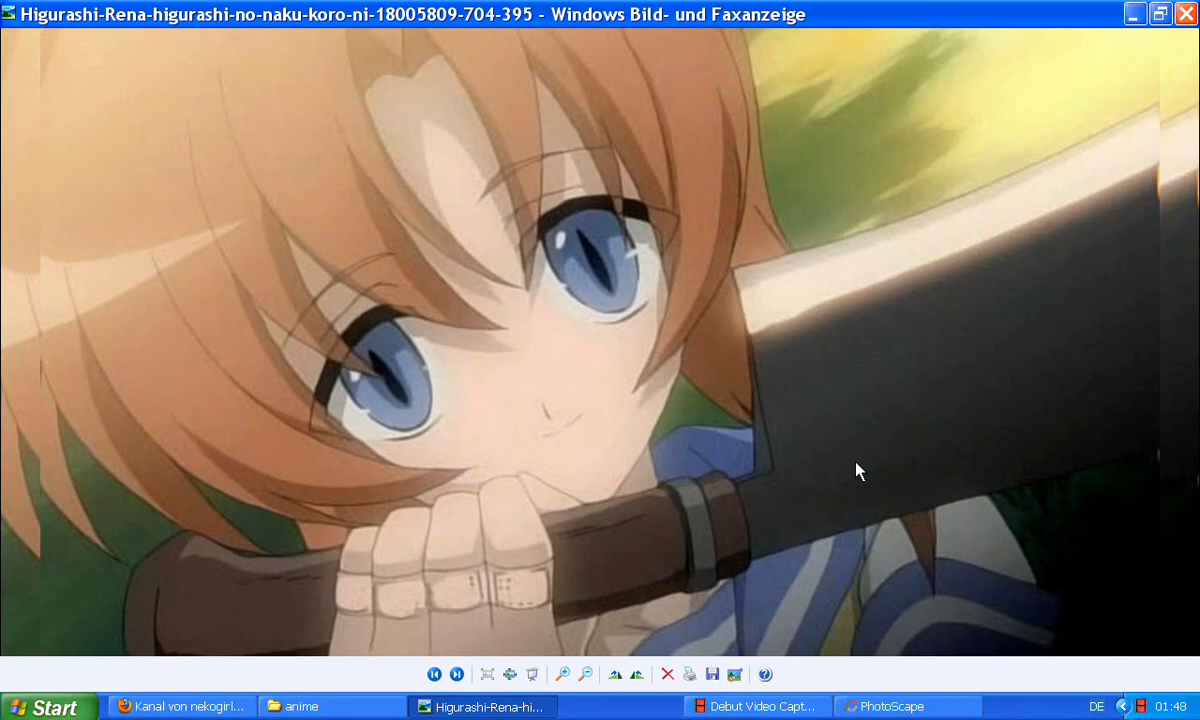 Higurashi-Rena-higurashi-no-naku-koro-ni-18005809-704-395 - Windows Bild- und Faxanzeige
Start
Kanal von nekogirl...
anime
Higurashi-Rena-hi...
Debut Video Capt...
PhotoScape
DE
01:48